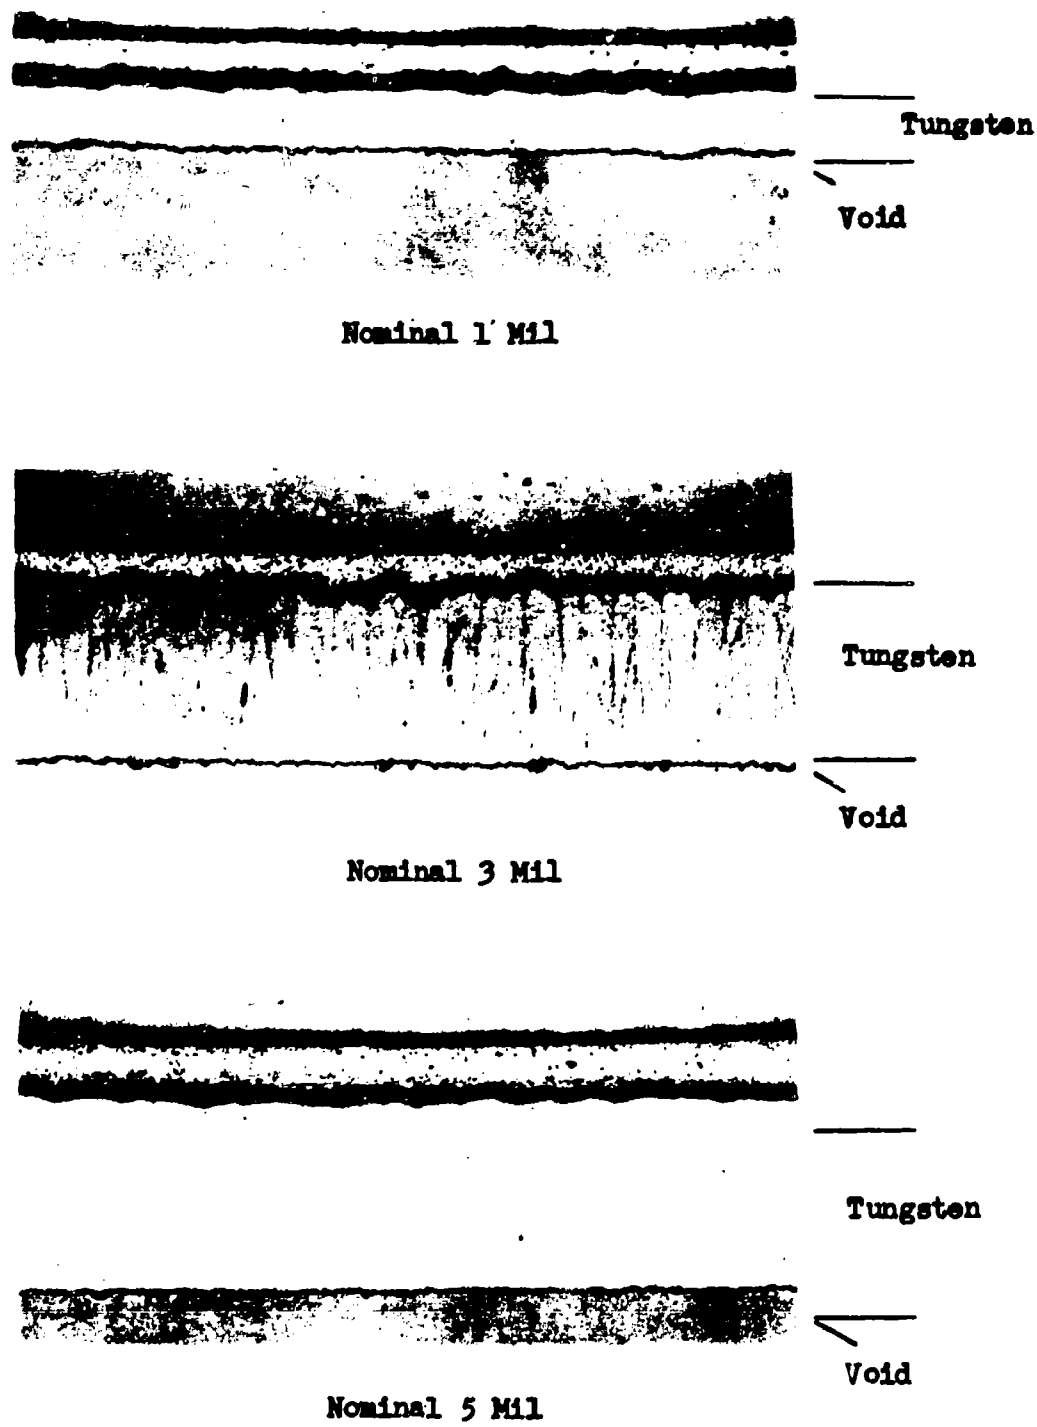 Tungsten
Void
Nominal 1 Mil
Tungsten
Void
Nominal 3 Mil
Tungsten
Void
Nominal 5 Mil